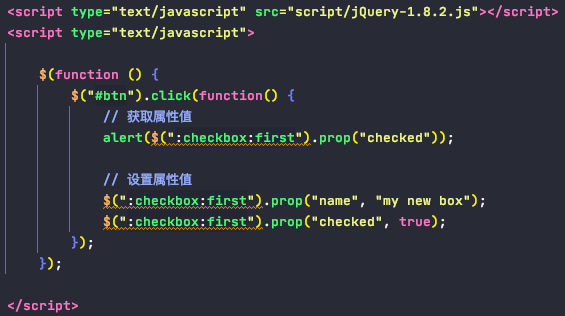 <script type="text/javascript" src="script/jQuery-1.8.2.js"></script>
<script type="text/javascript">
$(function () {
$("#btn").click(function() {
// 获取属性值
alert($(":checkbox:first").prop("checked"));
// 设置属性值
$(":checkbox:first").prop("name", "my new box");
$(":checkbox:first").prop("checked", true);
});
});
</script>